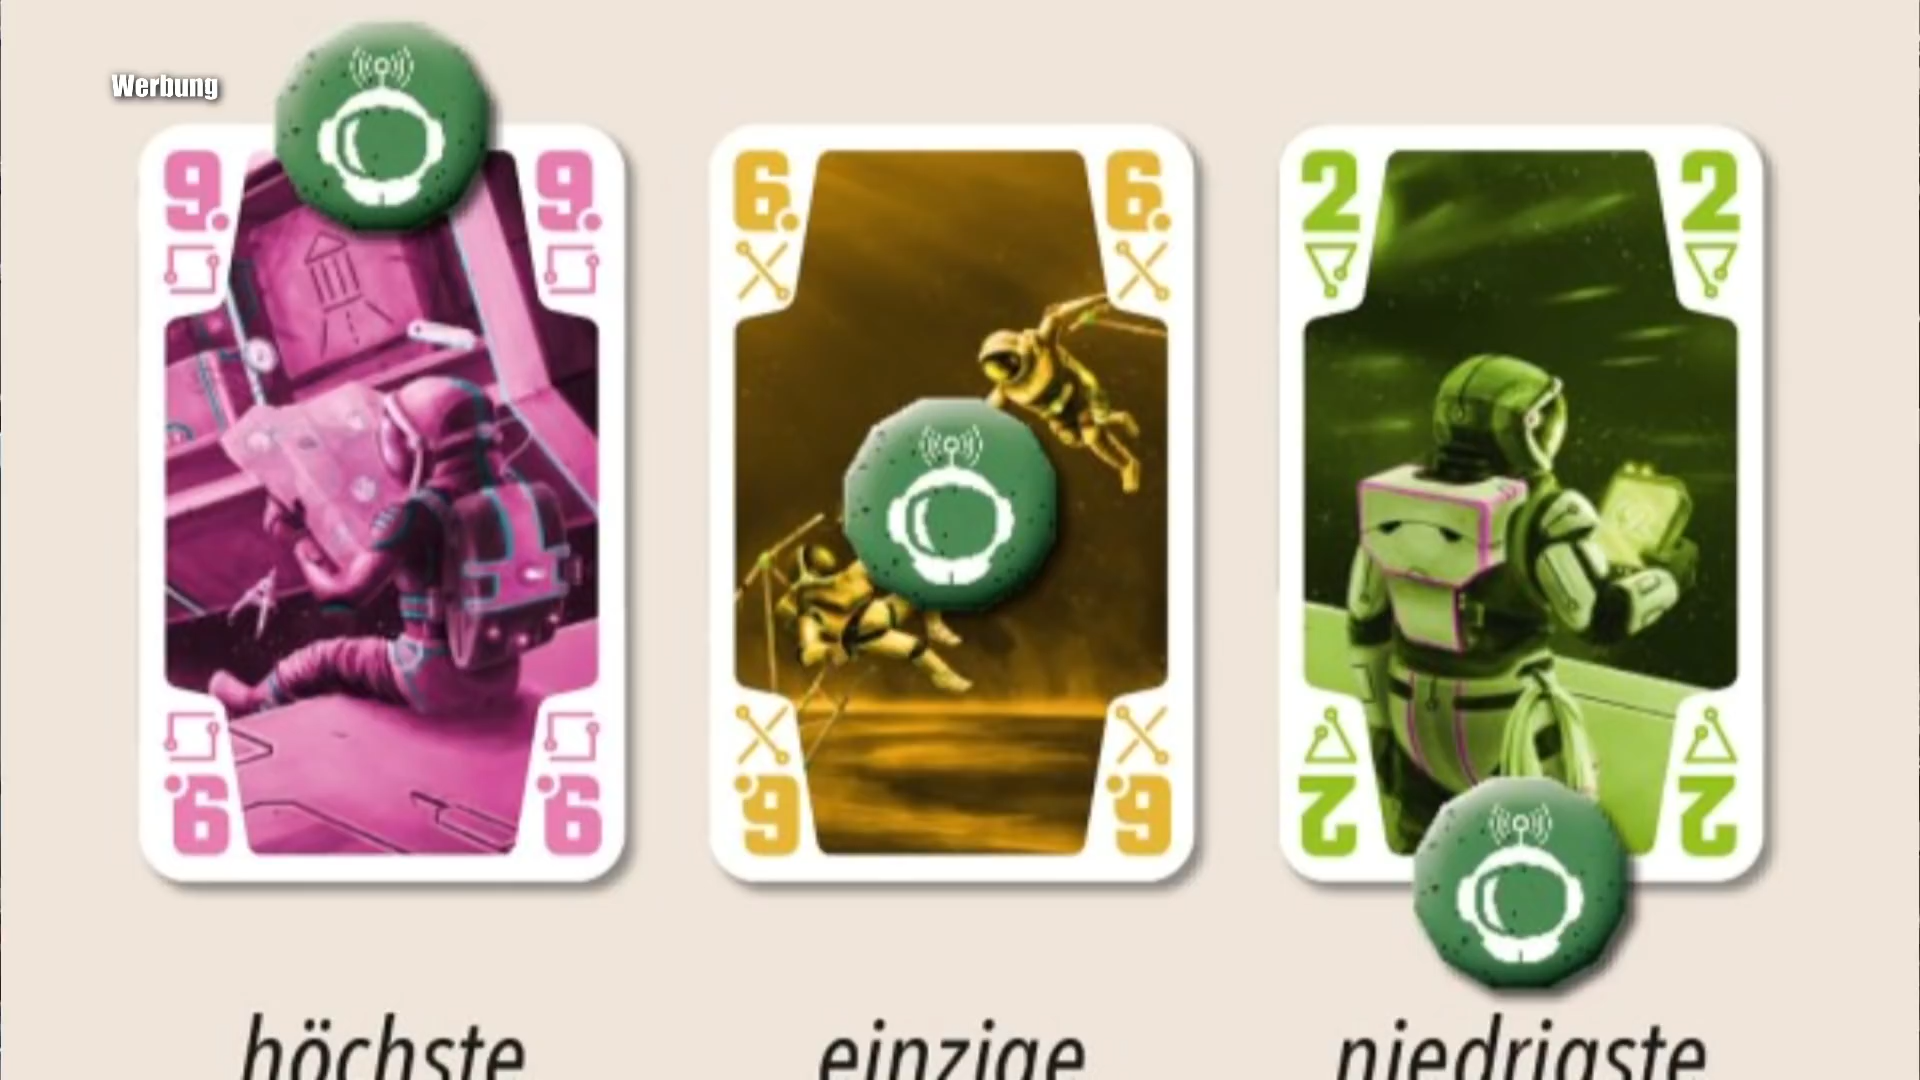 Werbung
9. 9. 6. 6. 2 2
9. 9. 6. 6. 2 2
höchste einzige niedrigste